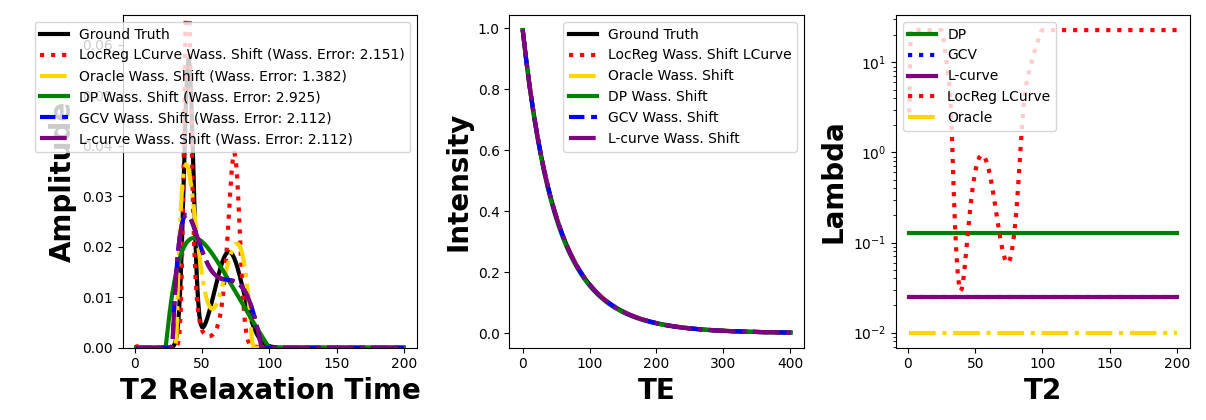 Ground Truth
LocReg LCurve Wass. Shift (Wass. Error: 2.151)
Oracle Wass. Shift (Wass. Error: 1.382)
DP Wass. Shift (Wass. Error: 2.925)
GCV Wass. Shift (Wass. Error: 2.112)
L-curve Wass. Shift (Wass. Error: 2.112)
Amplitude
0.06
0.04
0.03
0.02
0.01
0.00
0 50 100 150 200
T2 Relaxation Time
Ground Truth
LocReg Wass. Shift LCurve
Oracle Wass. Shift
DP Wass. Shift
GCV Wass. Shift
L-curve Wass. Shift
Intensity
1.0
0.8
0.6
0.4
0.2
0.0
0 100 200 300 400
TE
DP
GCV
L-curve
LocReg LCurve
Oracle
Lambda
10¹
10⁰
10⁻¹
10⁻²
0 50 100 150 200
T2